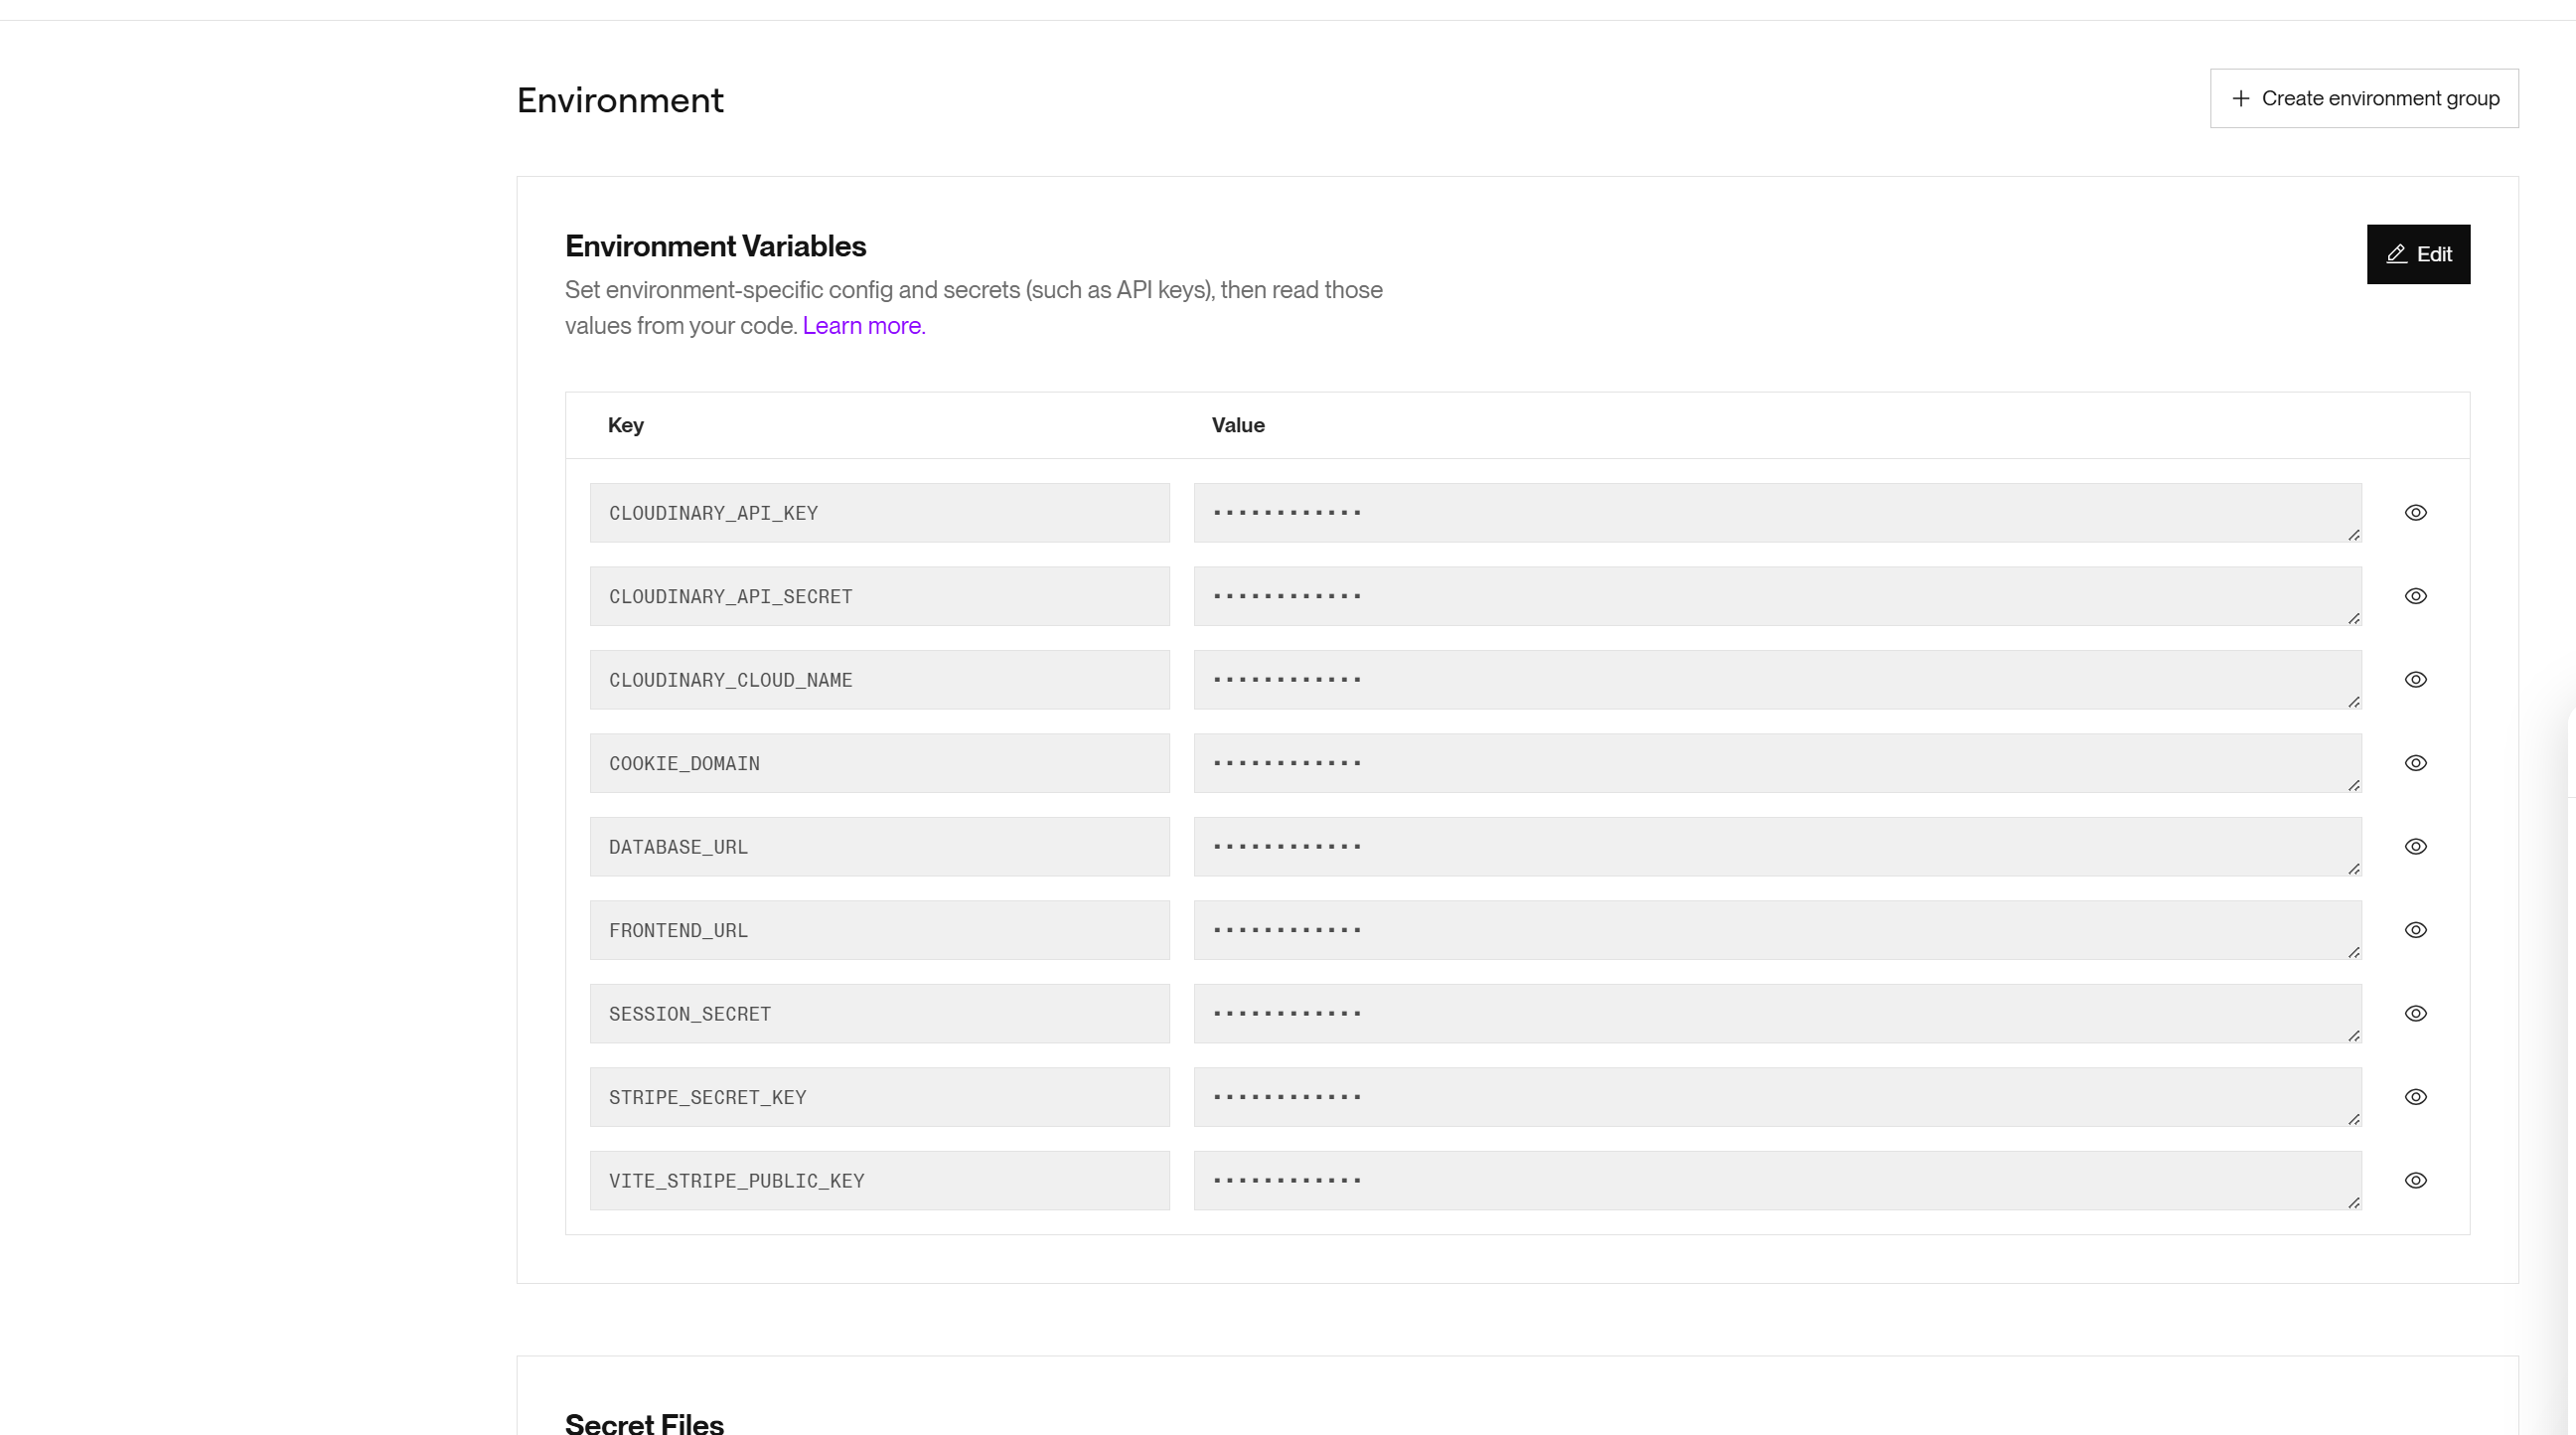 Environment
Create environment group
Environment Variables
Edit
Set environment-specific config and secrets (such as API keys), then read those
values from your code. Learn more.
Key Value
CLOUDINARY_API_KEY ············
CLOUDINARY_API_SECRET ············
CLOUDINARY_CLOUD_NAME ············
COOKIE_DOMAIN ············
DATABASE_URL ············
FRONTEND_URL ············
SESSION_SECRET ············
STRIPE_SECRET_KEY ············
VITE_STRIPE_PUBLIC_KEY ············
Secret Files